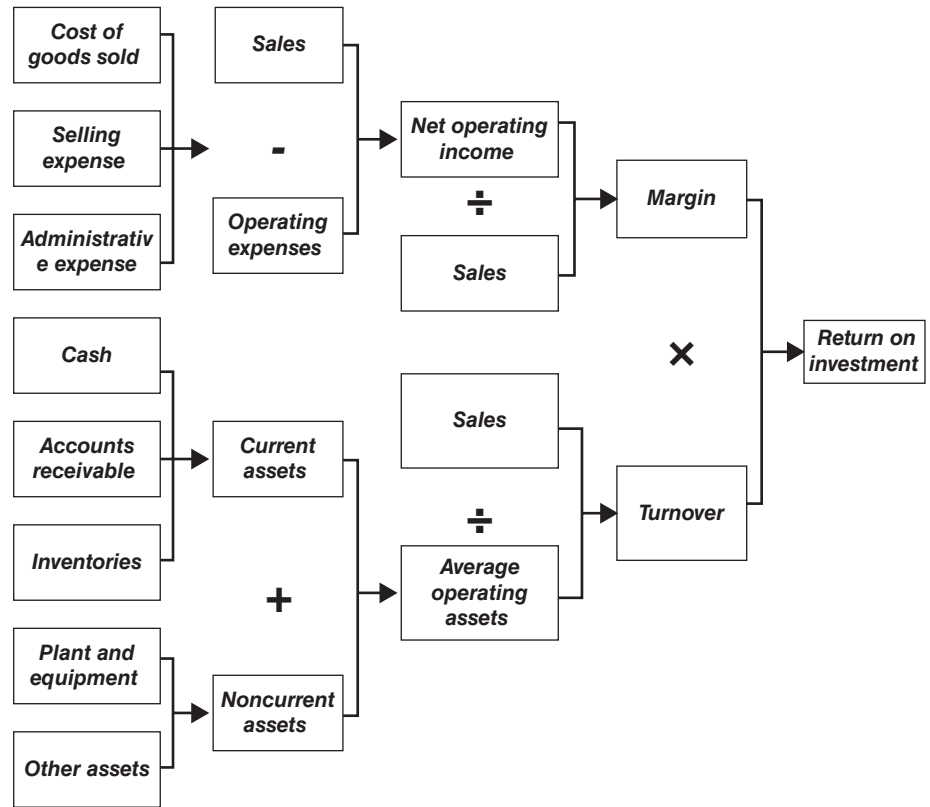 Cost of
goods sold
Selling
expense
Administrativ
e expense
Sales
-
Operating
expenses
Net operating
income
÷
Sales
Margin
Cash
Accounts
receivable
Inventories
Current
assets
+
Plant and
equipment
Other assets
Noncurrent
assets
Sales
÷
Average
operating
assets
Turnover
×
Return on
investment